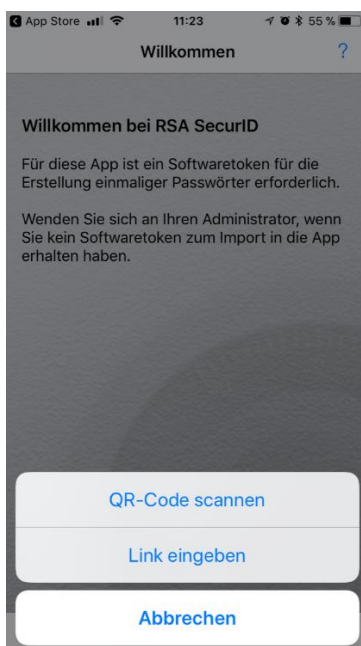 App Store 11:23 55 %
Willkommen ?
Willkommen bei RSA SecurID
Für diese App ist ein Softwaretoken für die
Erstellung einmaliger Passwörter erforderlich.
Wenden Sie sich an Ihren Administrator, wenn
Sie kein Softwaretoken zum Import in die App
erhalten haben.
QR-Code scannen
Link eingeben
Abbrechen